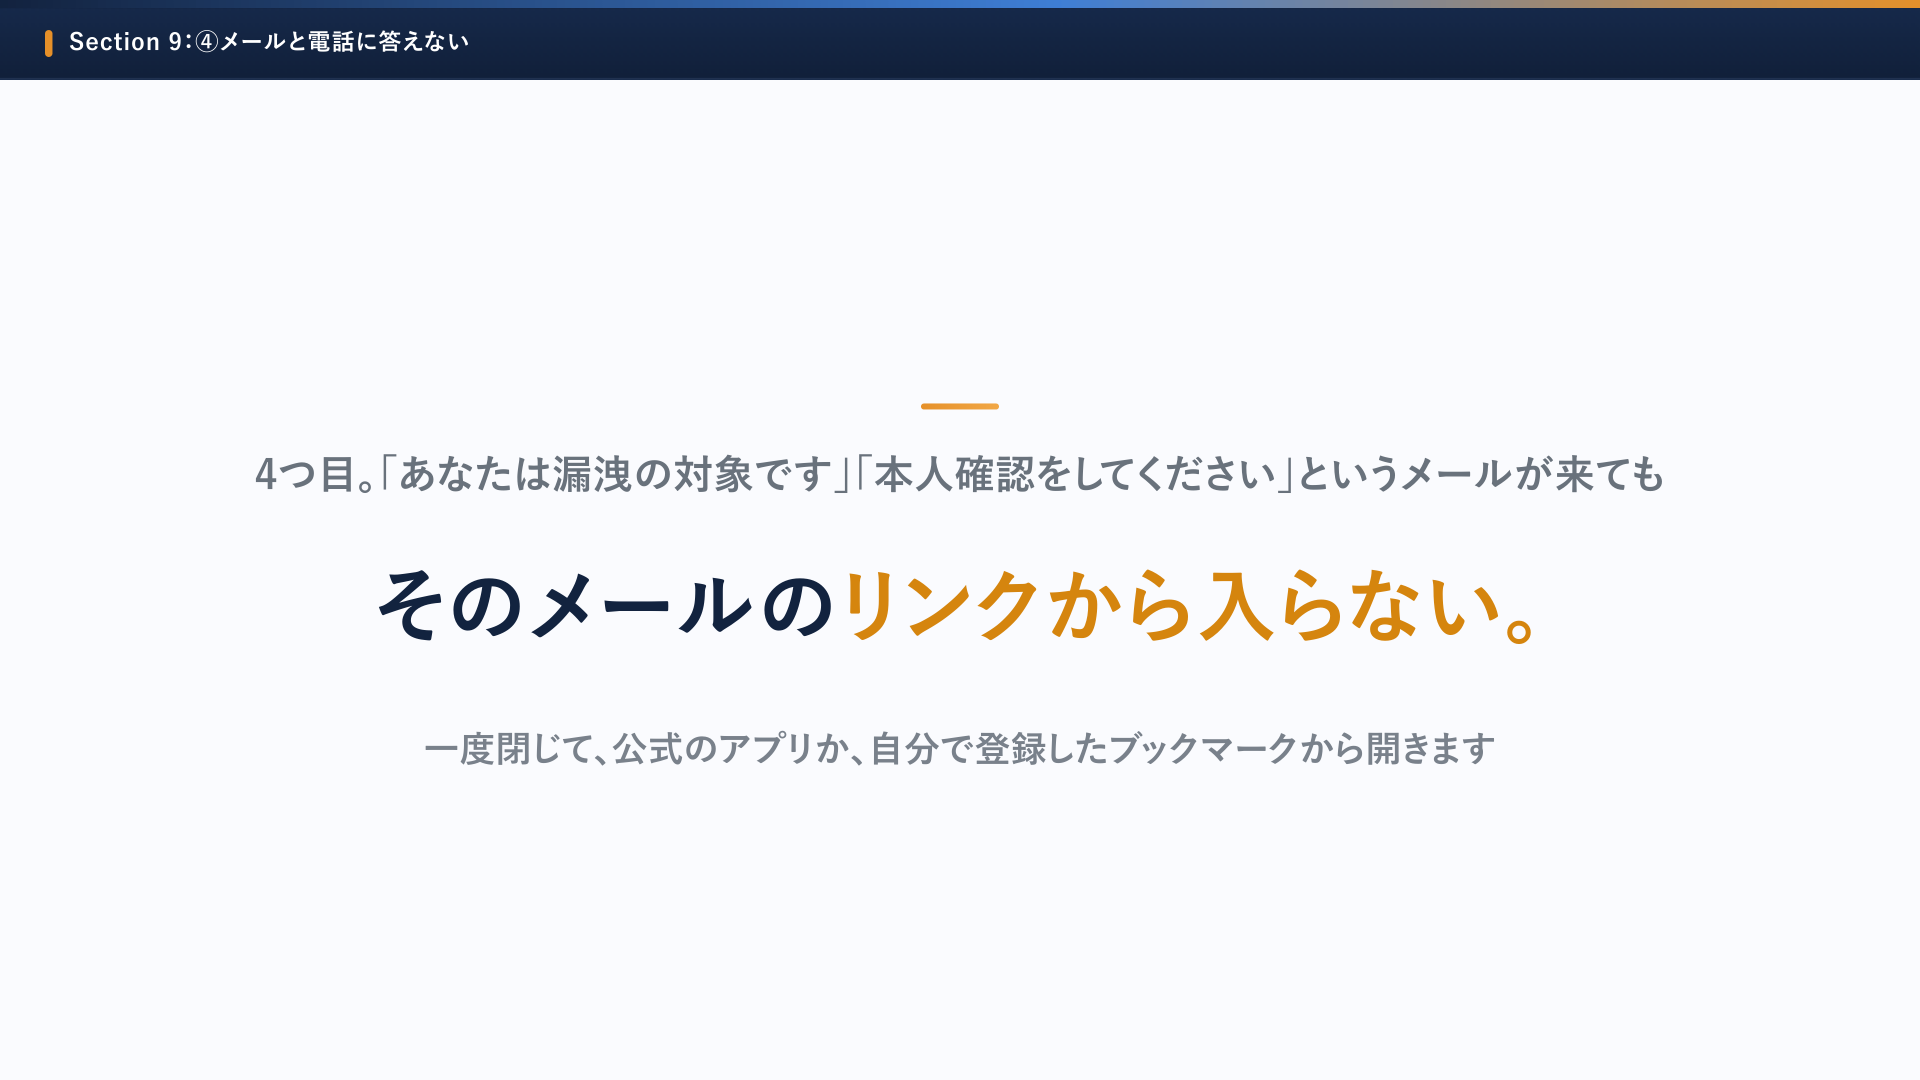 Section 9：④メールと電話に答えない
4つ目。「あなたは漏洩の対象です」「本人確認をしてください」というメールが来ても
そのメールのリンクから入らない。
一度閉じて、公式のアプリか、自分で登録したブックマークから開きます